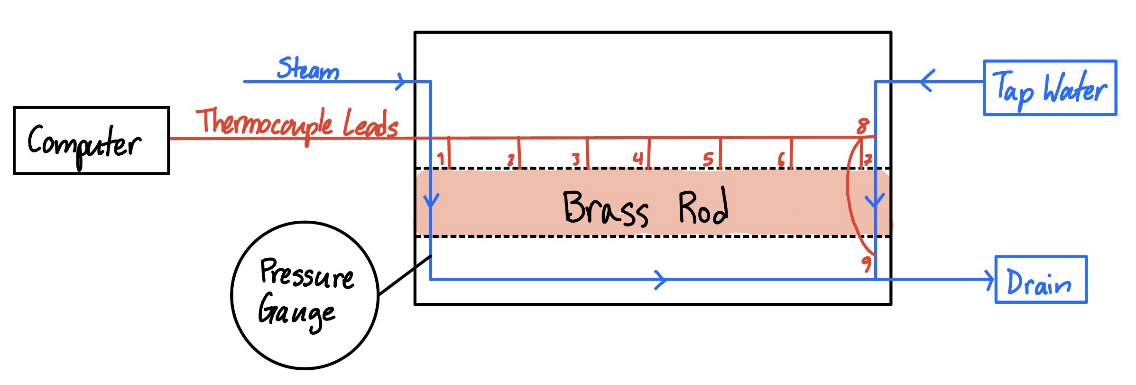 Steam
Tap Water
Thermocouple Leads
Computer
8
1 2 3 4 5 6 7
Brass Rod
Pressure
Gauge
9
Drain